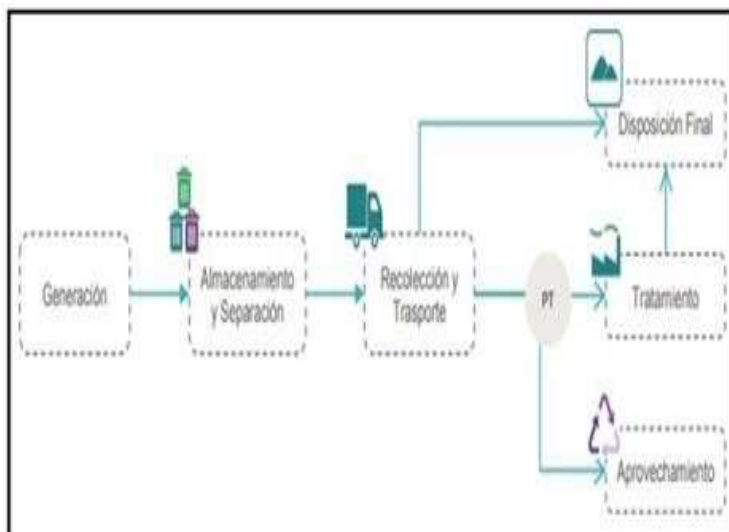 Generación
Almacenamiento
y Separación
Recolección y
Trasporte
PT
Disposición Final
Tratamiento
Aprovechamiento